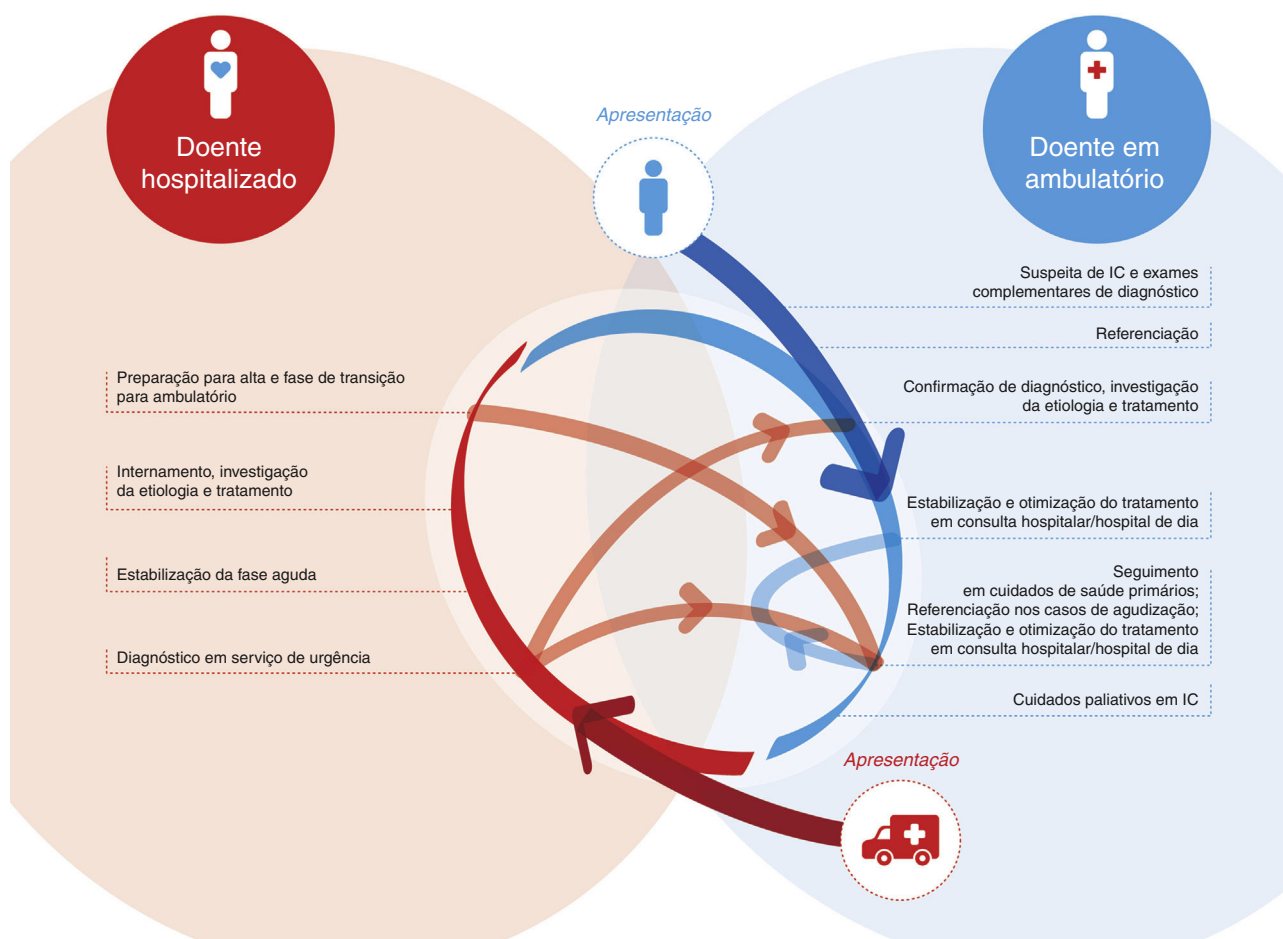 Doente
hospitalizado
Apresentação
Doente em
ambulatório
Suspeita de IC e exames
complementares de diagnóstico
Referenciação
Confirmação de diagnóstico, investigação
da etiologia e tratamento
Estabilização e otimização do tratamento
em consulta hospitalar/hospital de dia
Seguimento
em cuidados de saúde primários;
Referenciação nos casos de agudização;
Estabilização e otimização do tratamento
em consulta hospitalar/hospital de dia
Cuidados paliativos em IC
Preparação para alta e fase de transição
para ambulatório
Internamento, investigação
da etiologia e tratamento
Estabilização da fase aguda
Diagnóstico em serviço de urgência
Apresentação